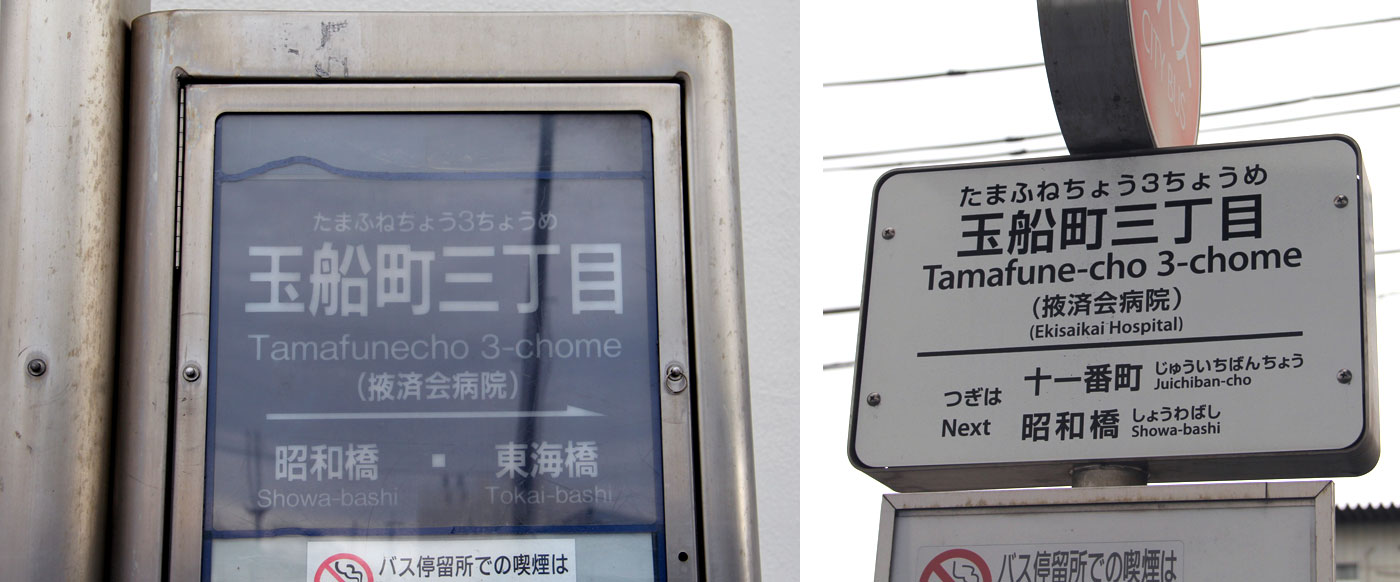 たまふねちょう3ちょうめ
玉船町三丁目
Tamafunecho 3-chome
（掖済会病院）
昭和橋 ▪ 東海橋
Showa-bashi Tokai-bashi
バス停留所での喫煙は
たまふねちょう3ちょうめ
玉船町三丁目
Tamafune-cho 3-chome
（掖済会病院）
(Ekisaikai Hospital)
つぎは 十一番町 じゅういちばんちょう
Juichiban-cho
Next 昭和橋 しょうわばし
Showa-bashi
バス停留所での喫煙は